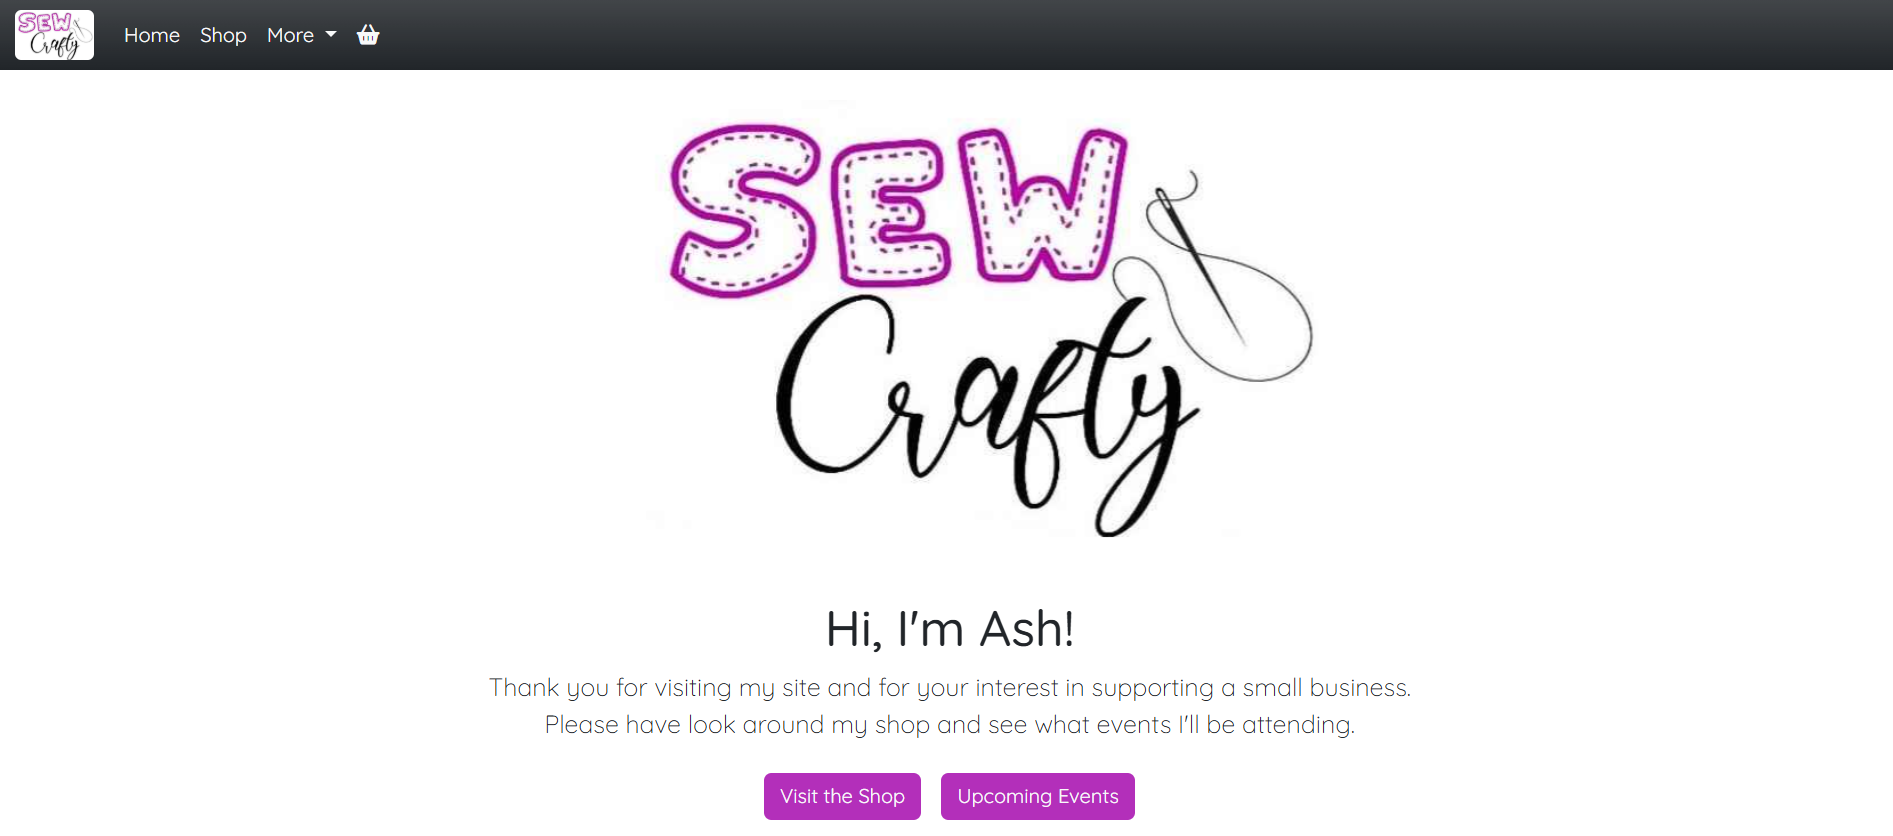 SEW
Crafty
Home Shop More
SEW
Crafty
Hi, I'm Ash!
Thank you for visiting my site and for your interest in supporting a small business.
Please have look around my shop and see what events I'll be attending.
Visit the Shop
Upcoming Events